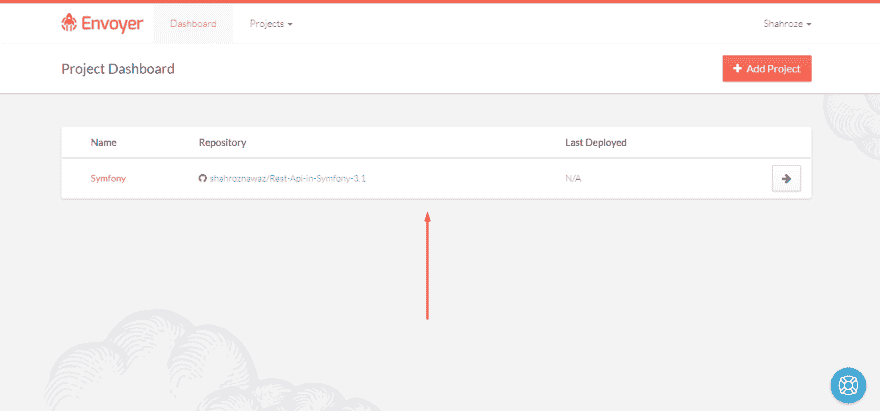 Envoyer Dashboard Projects Shahroze
Project Dashboard + Add Project
Name Repository Last Deployed
Symfony shahroznawaz/Rest-Api-in-Symfony-3.1 N/A